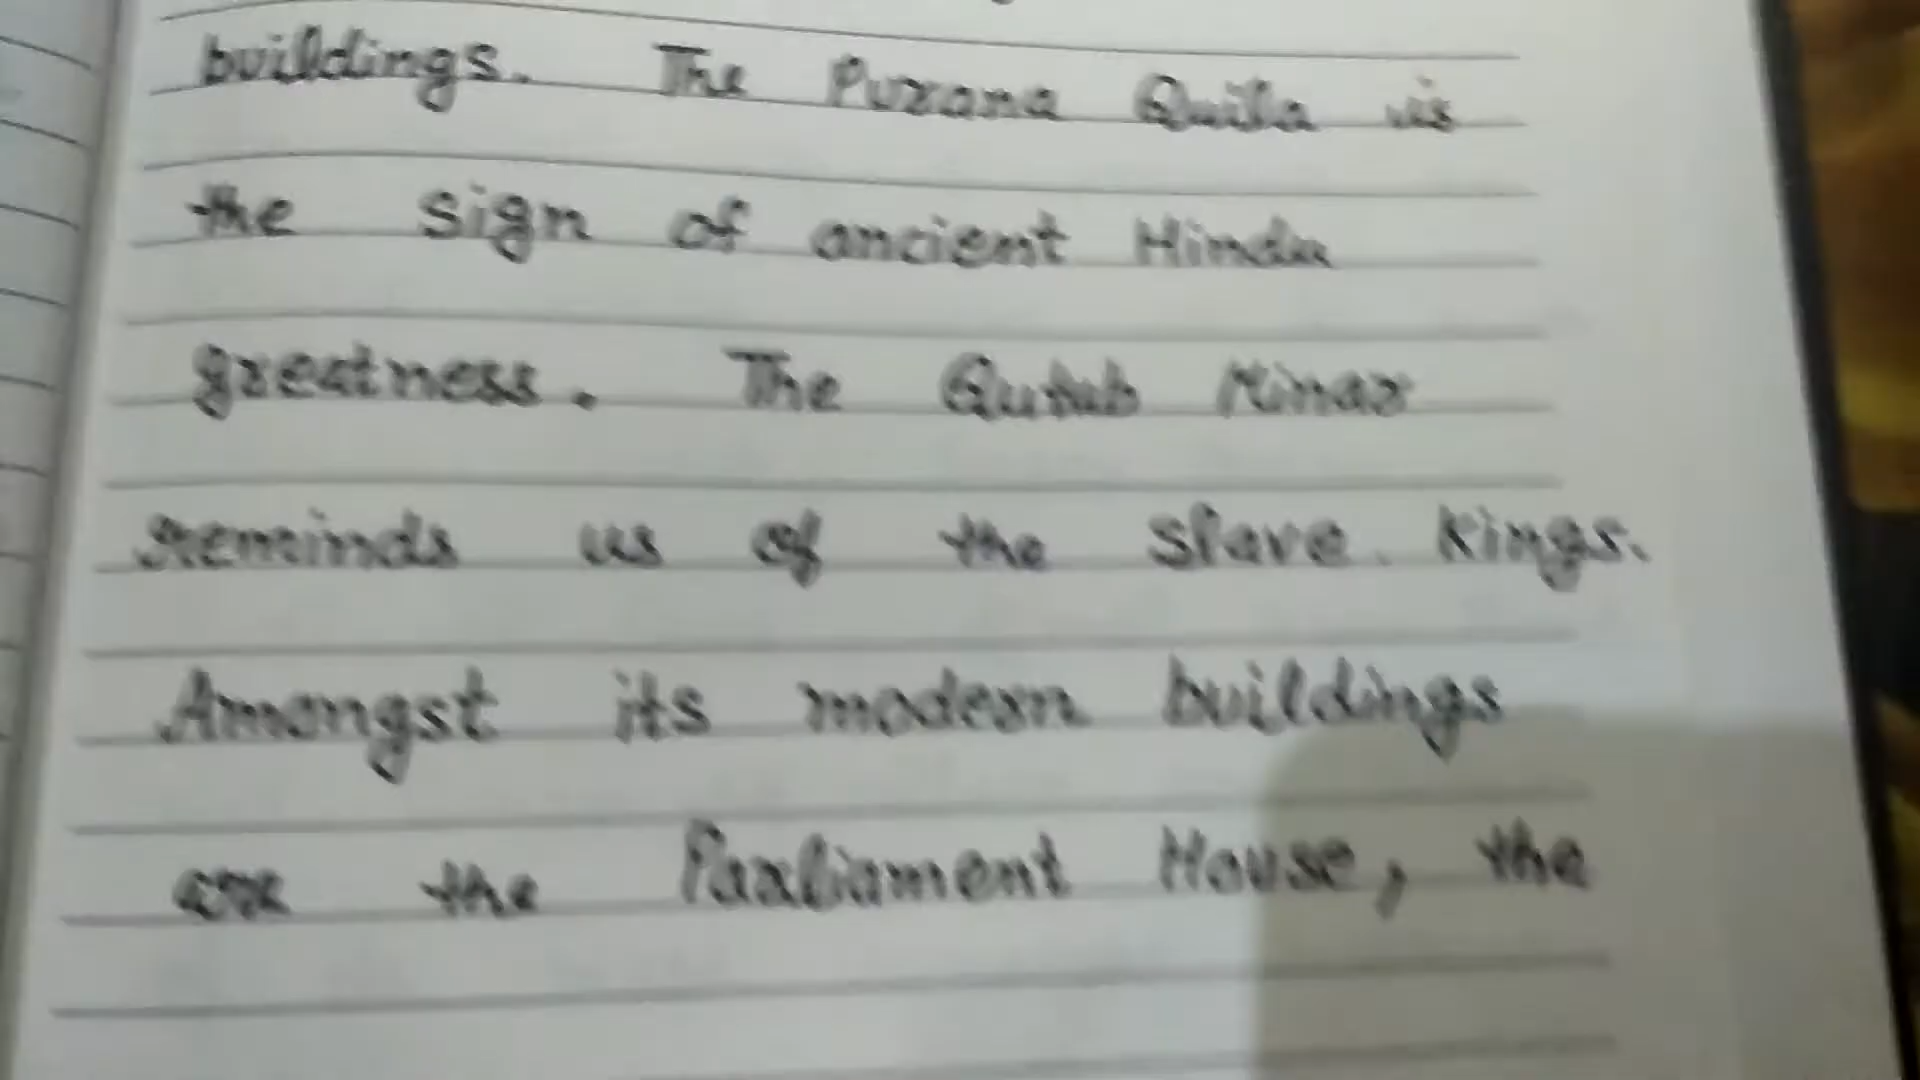 buildings. The Purana Quila is
the sign of ancient Hindu
greatness. The Qutub Minar
reminds us of the Slave Kings.
Amongst its modern buildings
are the Parliament House, the